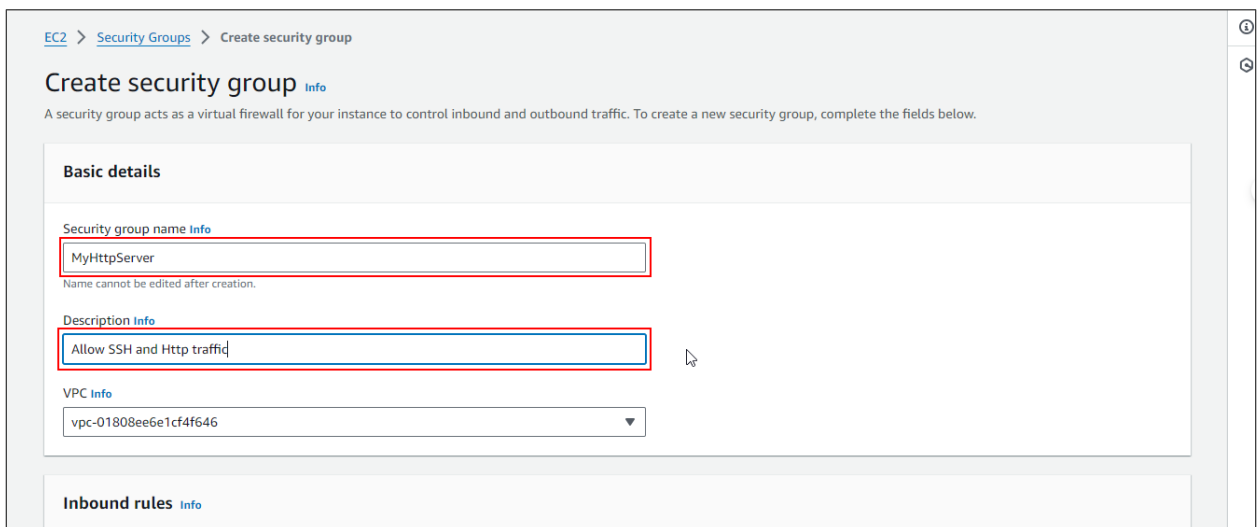 EC2 > Security Groups > Create security group
Create security group Info
A security group acts as a virtual firewall for your instance to control inbound and outbound traffic. To create a new security group, complete the fields below.
Basic details
Security group name Info
MyHttpServer
Name cannot be edited after creation.
Description Info
Allow SSH and Http traffic
VPC Info
vpc-01808ee6e1cf4f646
Inbound rules Info